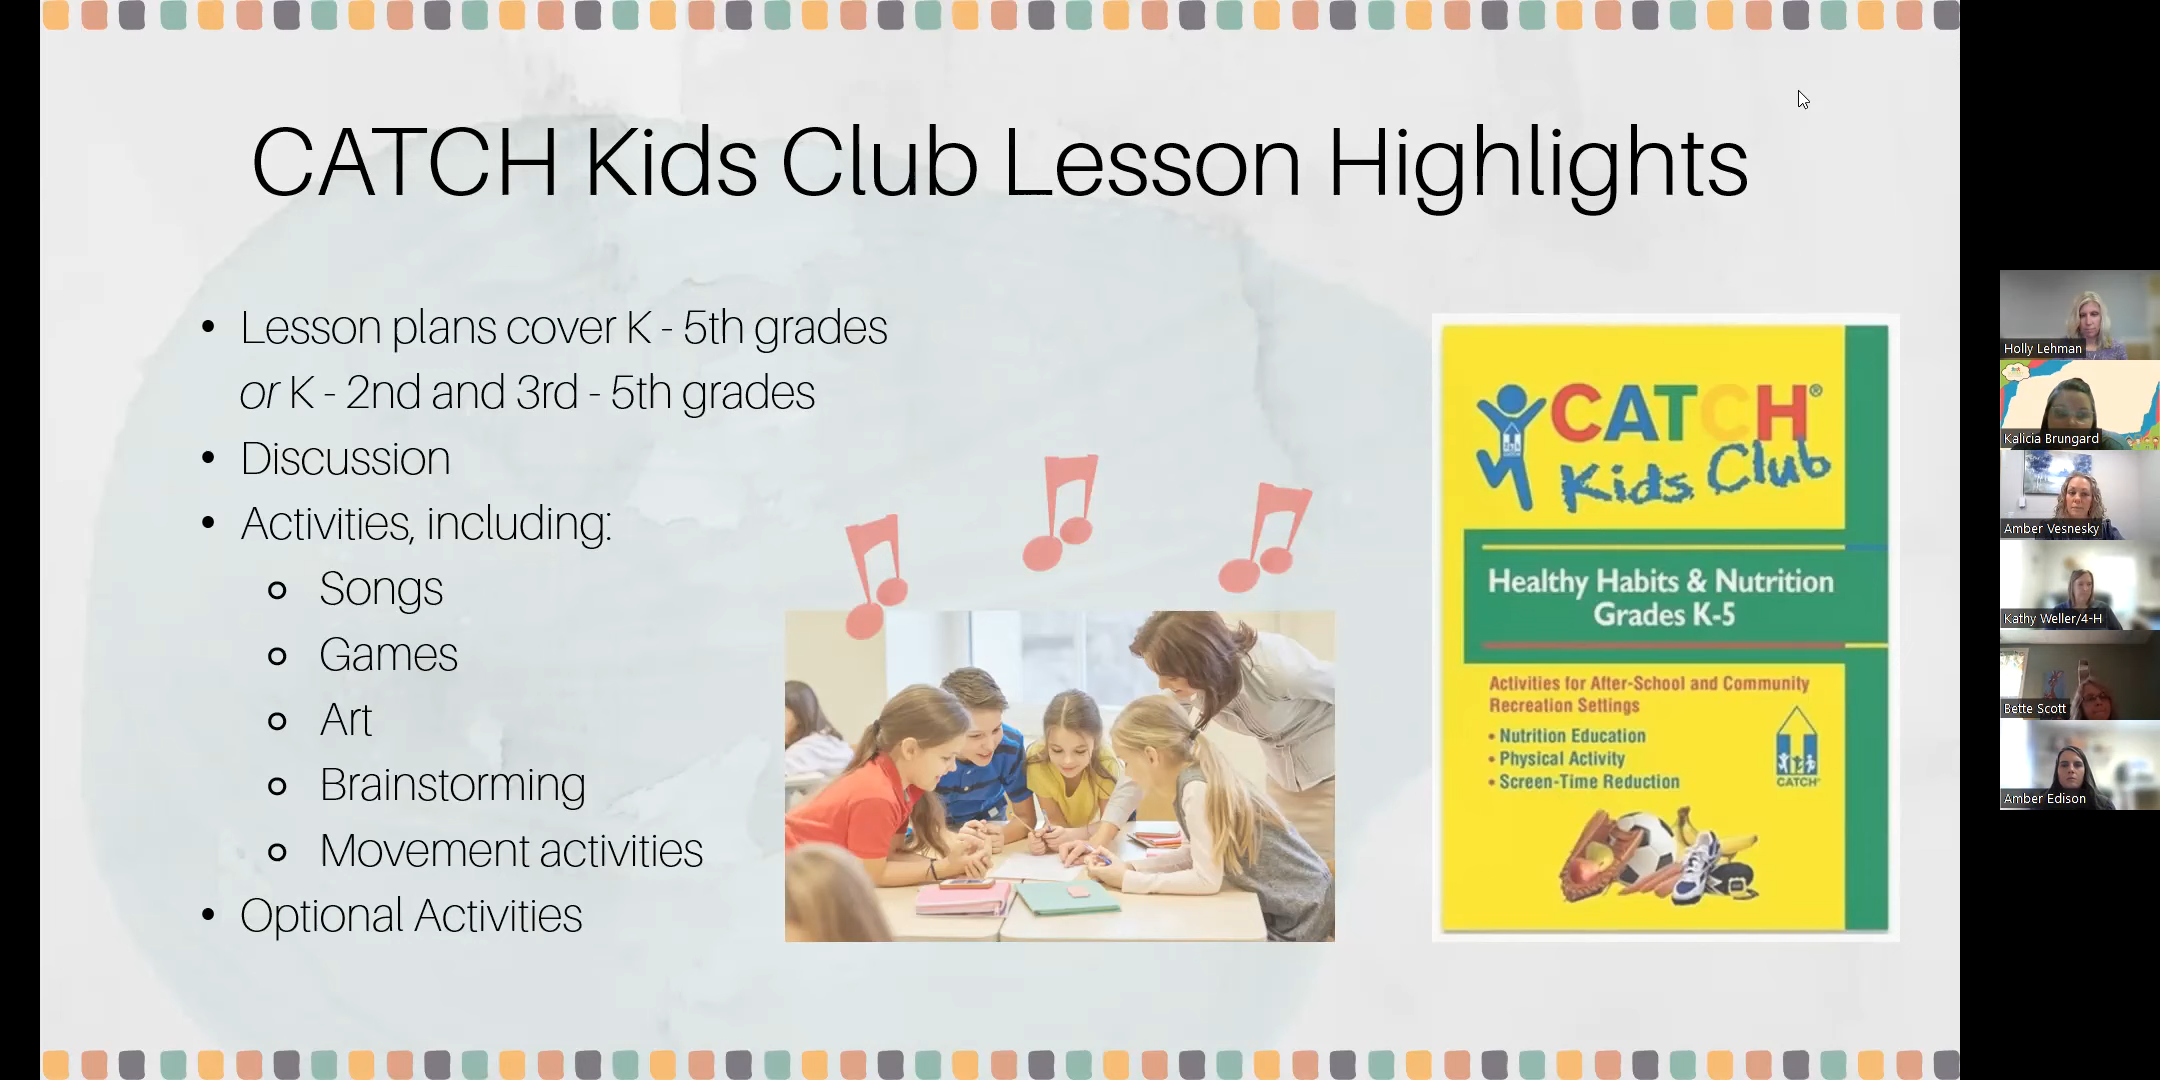 CATCH Kids Club Lesson Highlights
• Lesson plans cover K - 5th grades
or K - 2nd and 3rd - 5th grades
• Discussion
• Activities, including:
Songs
Games
Art
Brainstorming
Movement activities
• Optional Activities
CATCH®
Kids Club
Healthy Habits & Nutrition
Grades K-5
Activities for After-School and Community
Recreation Settings
• Nutrition Education
• Physical Activity
• Screen-Time Reduction
CATCH
Holly Lehman
Kalicia Brungard
Amber Vesnesky
Kathy Weller/4-H
Bette Scott
Amber Edison